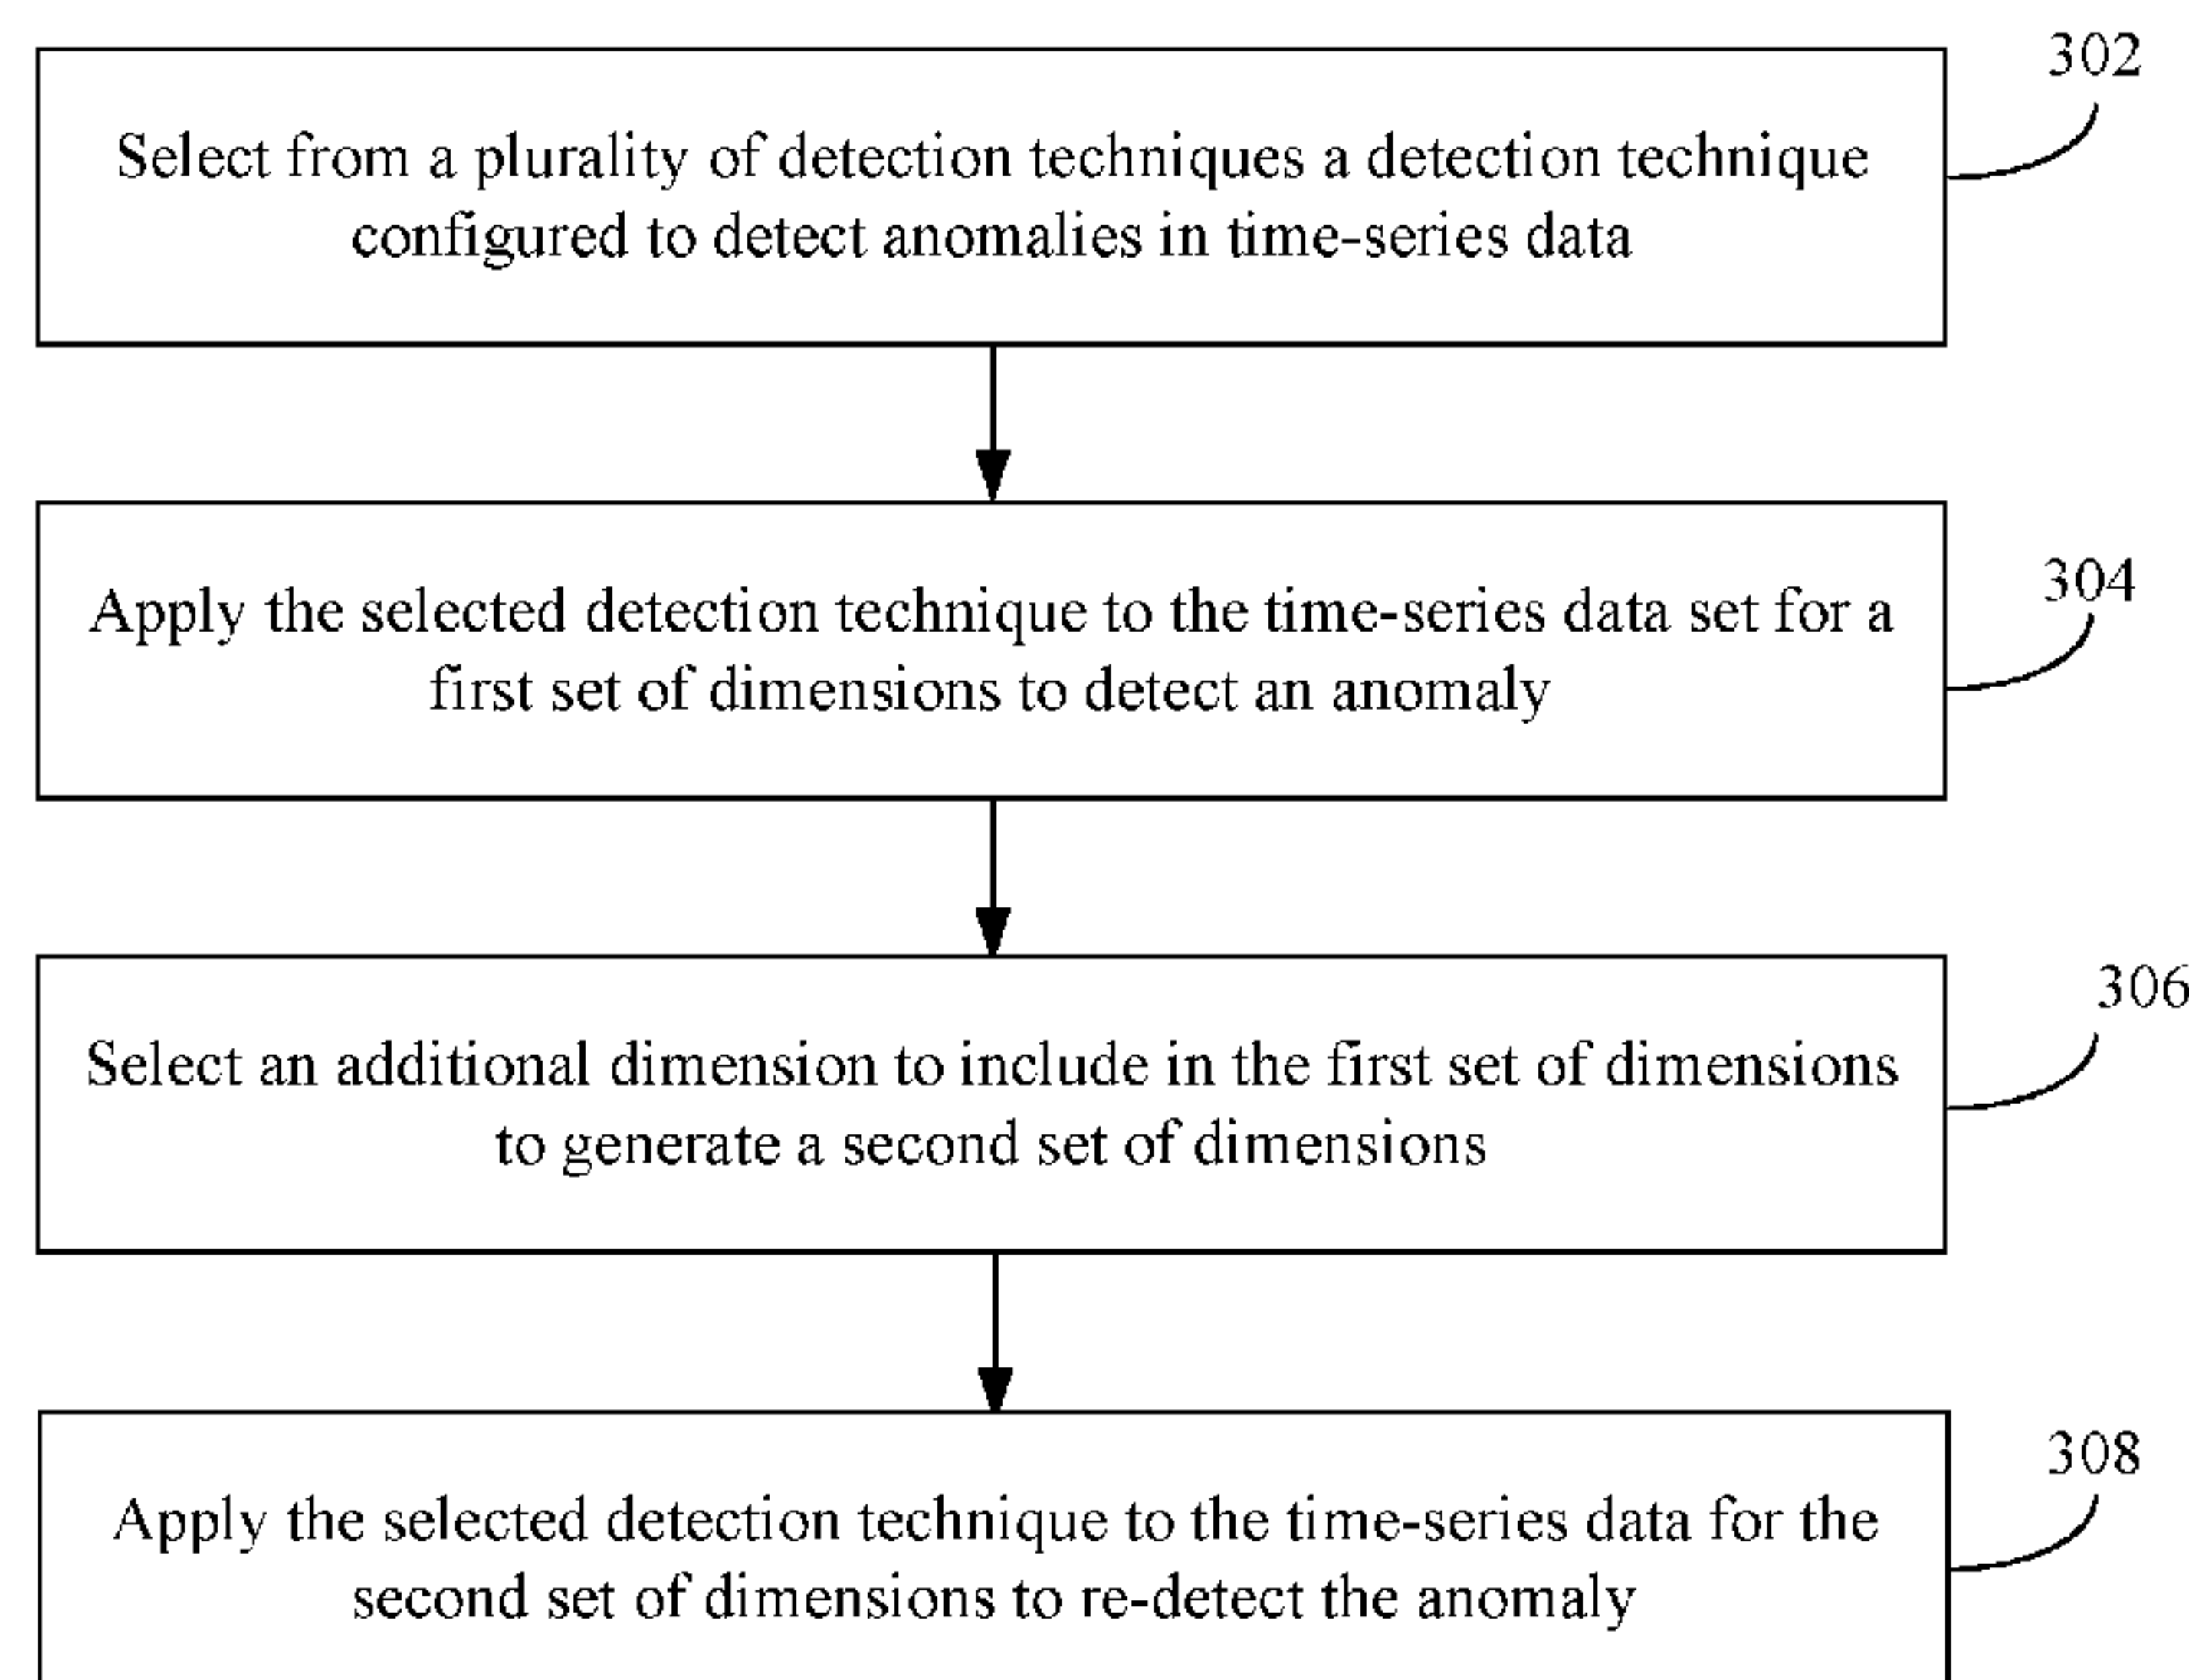 302
Select from a plurality of detection techniques a detection technique
configured to detect anomalies in time-series data
304
Apply the selected detection technique to the time-series data set for a
first set of dimensions to detect an anomaly
306
Select an additional dimension to include in the first set of dimensions
to generate a second set of dimensions
308
Apply the selected detection technique to the time-series data for the
second set of dimensions to re-detect the anomaly